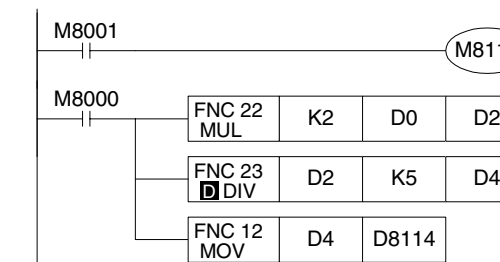 M8001
M8000
FNC 22
MUL K2 D0 D2
FNC 23
D DIV D2 K5 D4
FNC 12
MOV D4 D8114